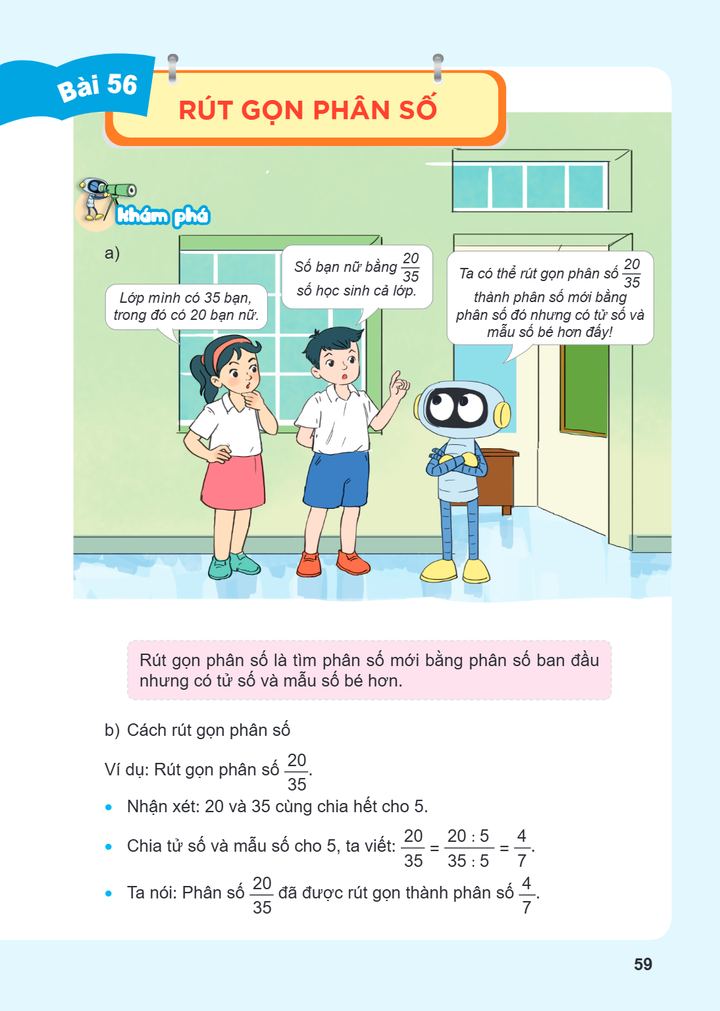 Bài 56
RÚT GỌN PHÂN SỐ
khám phá
a)
Lớp mình có 35 bạn,
trong đó có 20 bạn nữ.
Số bạn nữ bằng 20/35
số học sinh cả lớp.
Ta có thể rút gọn phân số 20/35
thành phân số mới bằng
phân số đó nhưng có tử số và
mẫu số bé hơn đấy!
Rút gọn phân số là tìm phân số mới bằng phân số ban đầu
nhưng có tử số và mẫu số bé hơn.
b) Cách rút gọn phân số
Ví dụ: Rút gọn phân số 20/35.
• Nhận xét: 20 và 35 cùng chia hết cho 5.
• Chia tử số và mẫu số cho 5, ta viết: 20/35 = 20 : 5/35 : 5 = 4/7.
• Ta nói: Phân số 20/35 đã được rút gọn thành phân số 4/7.
59